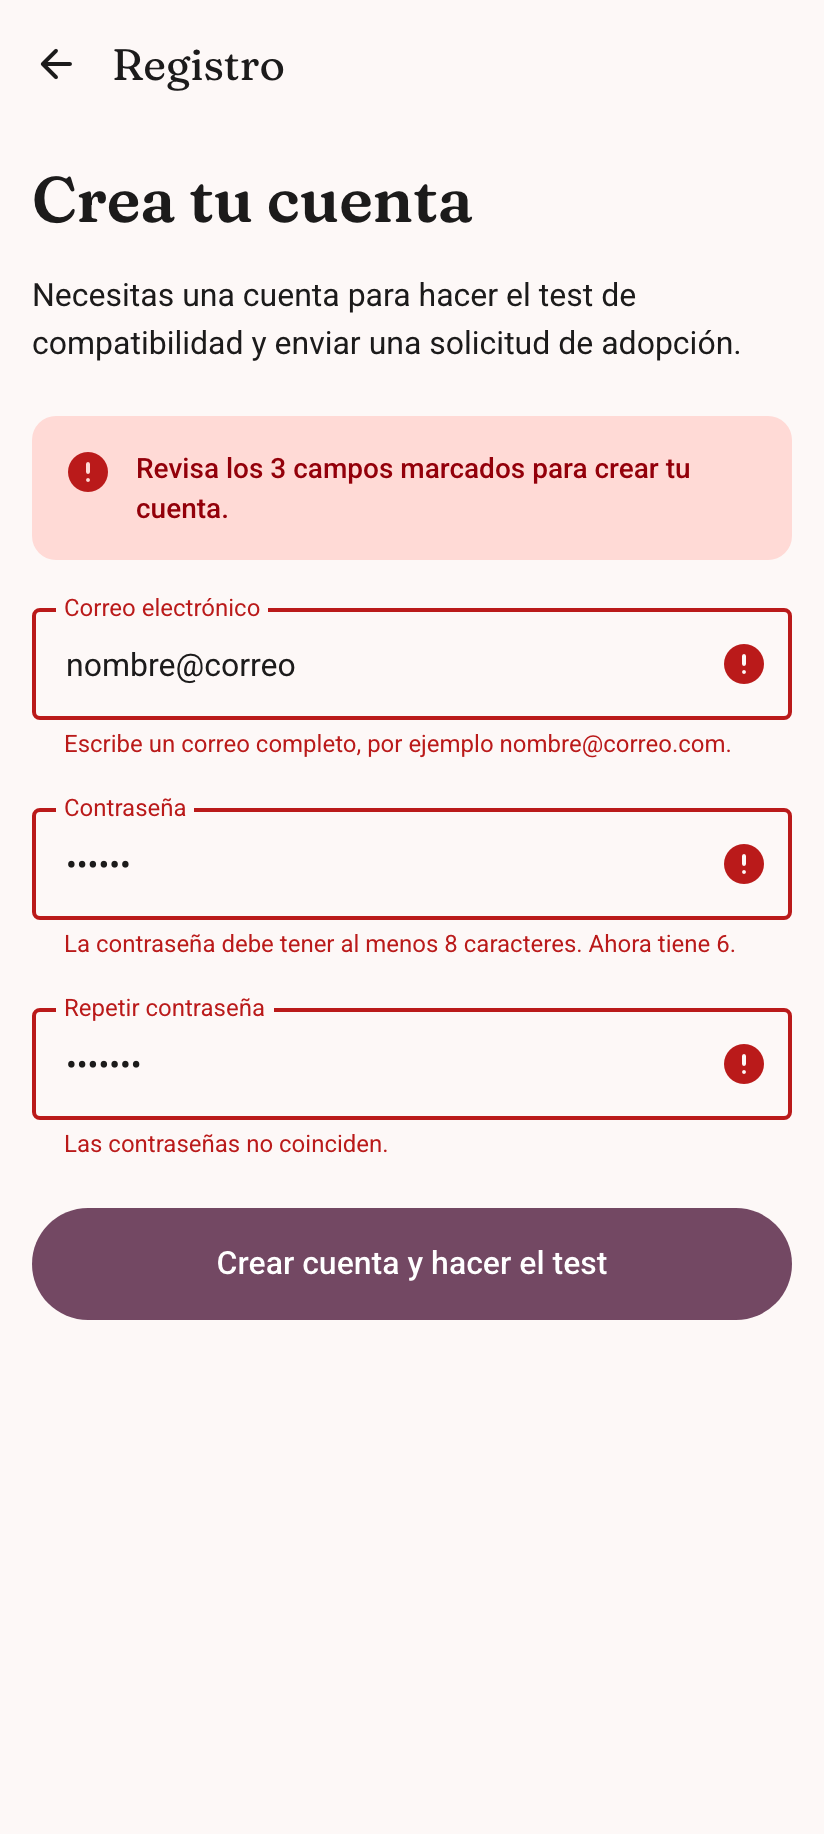 Registro
Crea tu cuenta
Necesitas una cuenta para hacer el test de
compatibilidad y enviar una solicitud de adopción.
Revisa los 3 campos marcados para crear tu
cuenta.
Correo electrónico
nombre@correo
Escribe un correo completo, por ejemplo nombre@correo.com.
Contraseña
••••••
La contraseña debe tener al menos 8 caracteres. Ahora tiene 6.
Repetir contraseña
•••••••
Las contraseñas no coinciden.
Crear cuenta y hacer el test